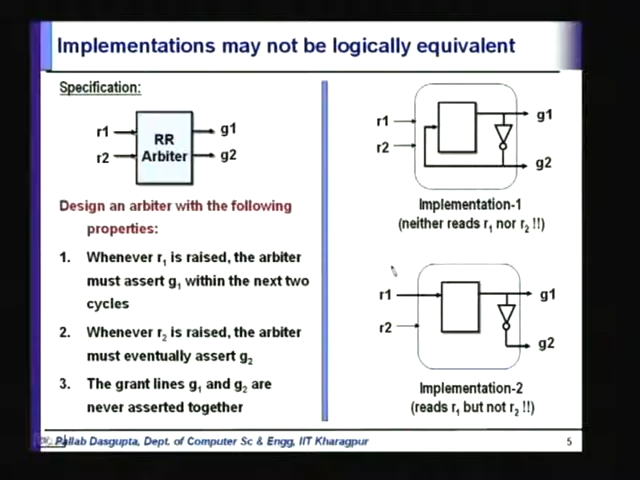 Implementations may not be logically equivalent
Specification:
r1
r2
RR
Arbiter
g1
g2
Design an arbiter with the following
properties:
1. Whenever r1 is raised, the arbiter
must assert g1 within the next two
cycles
2. Whenever r2 is raised, the arbiter
must eventually assert g2
3. The grant lines g1 and g2 are
never asserted together
r1
r2
g1
g2
Implementation-1
(neither reads r1 nor r2 !!)
r1
r2
g1
g2
Implementation-2
(reads r1 but not r2 !!)
Pallab Dasgupta, Dept. of Computer Sc & Engg, IIT Kharagpur
5